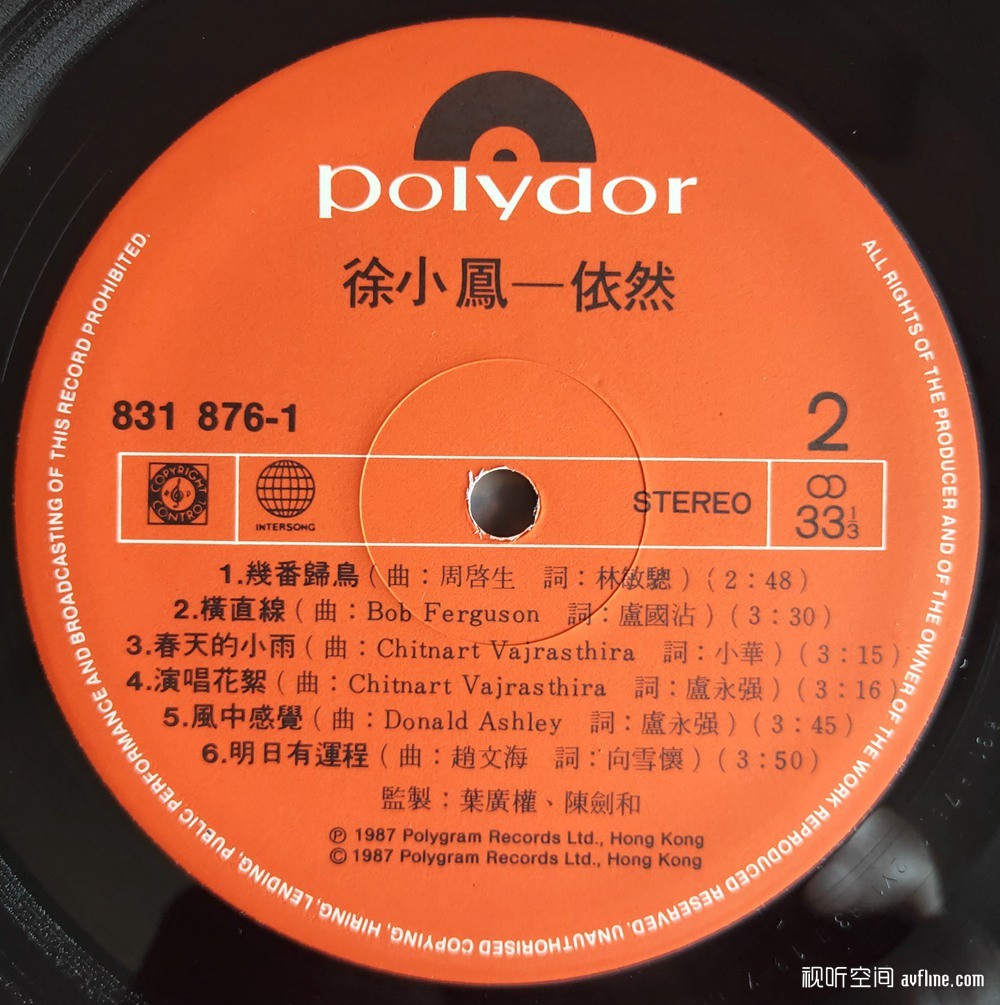 polydor
徐小鳳—依然
831 876-1
2
COPYRIGHT
CONTROL
INTERSONG
STEREO
33⅓
1.幾番歸鳥(曲:周啓生 詞:林敏驄)(2:48)
2.橫直線(曲:Bob Ferguson 詞:盧國沾)(3:30)
3.春天的小雨(曲:Chitnart Vajrasthira 詞:小華)(3:15)
4.演唱花絮(曲:Chitnart Vajrasthira 詞:盧永强)(3:16)
5.風中感覺(曲:Donald Ashley 詞:盧永强)(3:45)
6.明日有運程(曲:趙文海 詞:向雪懷)(3:50)
監製:葉廣權、陳劍和
Ⓟ 1987 Polygram Records Ltd., Hong Kong
© 1987 Polygram Records Ltd., Hong Kong
ALL RIGHTS OF THE PRODUCER AND OF THE OWNER OF THE WORK REPRODUCED RESERVED. UNAUTHORISED COPYING, HIRING, LENDING, PUBLIC PERFORMANCE AND BROADCASTING OF THIS RECORD PROHIBITED.
视听空间 avfline.com